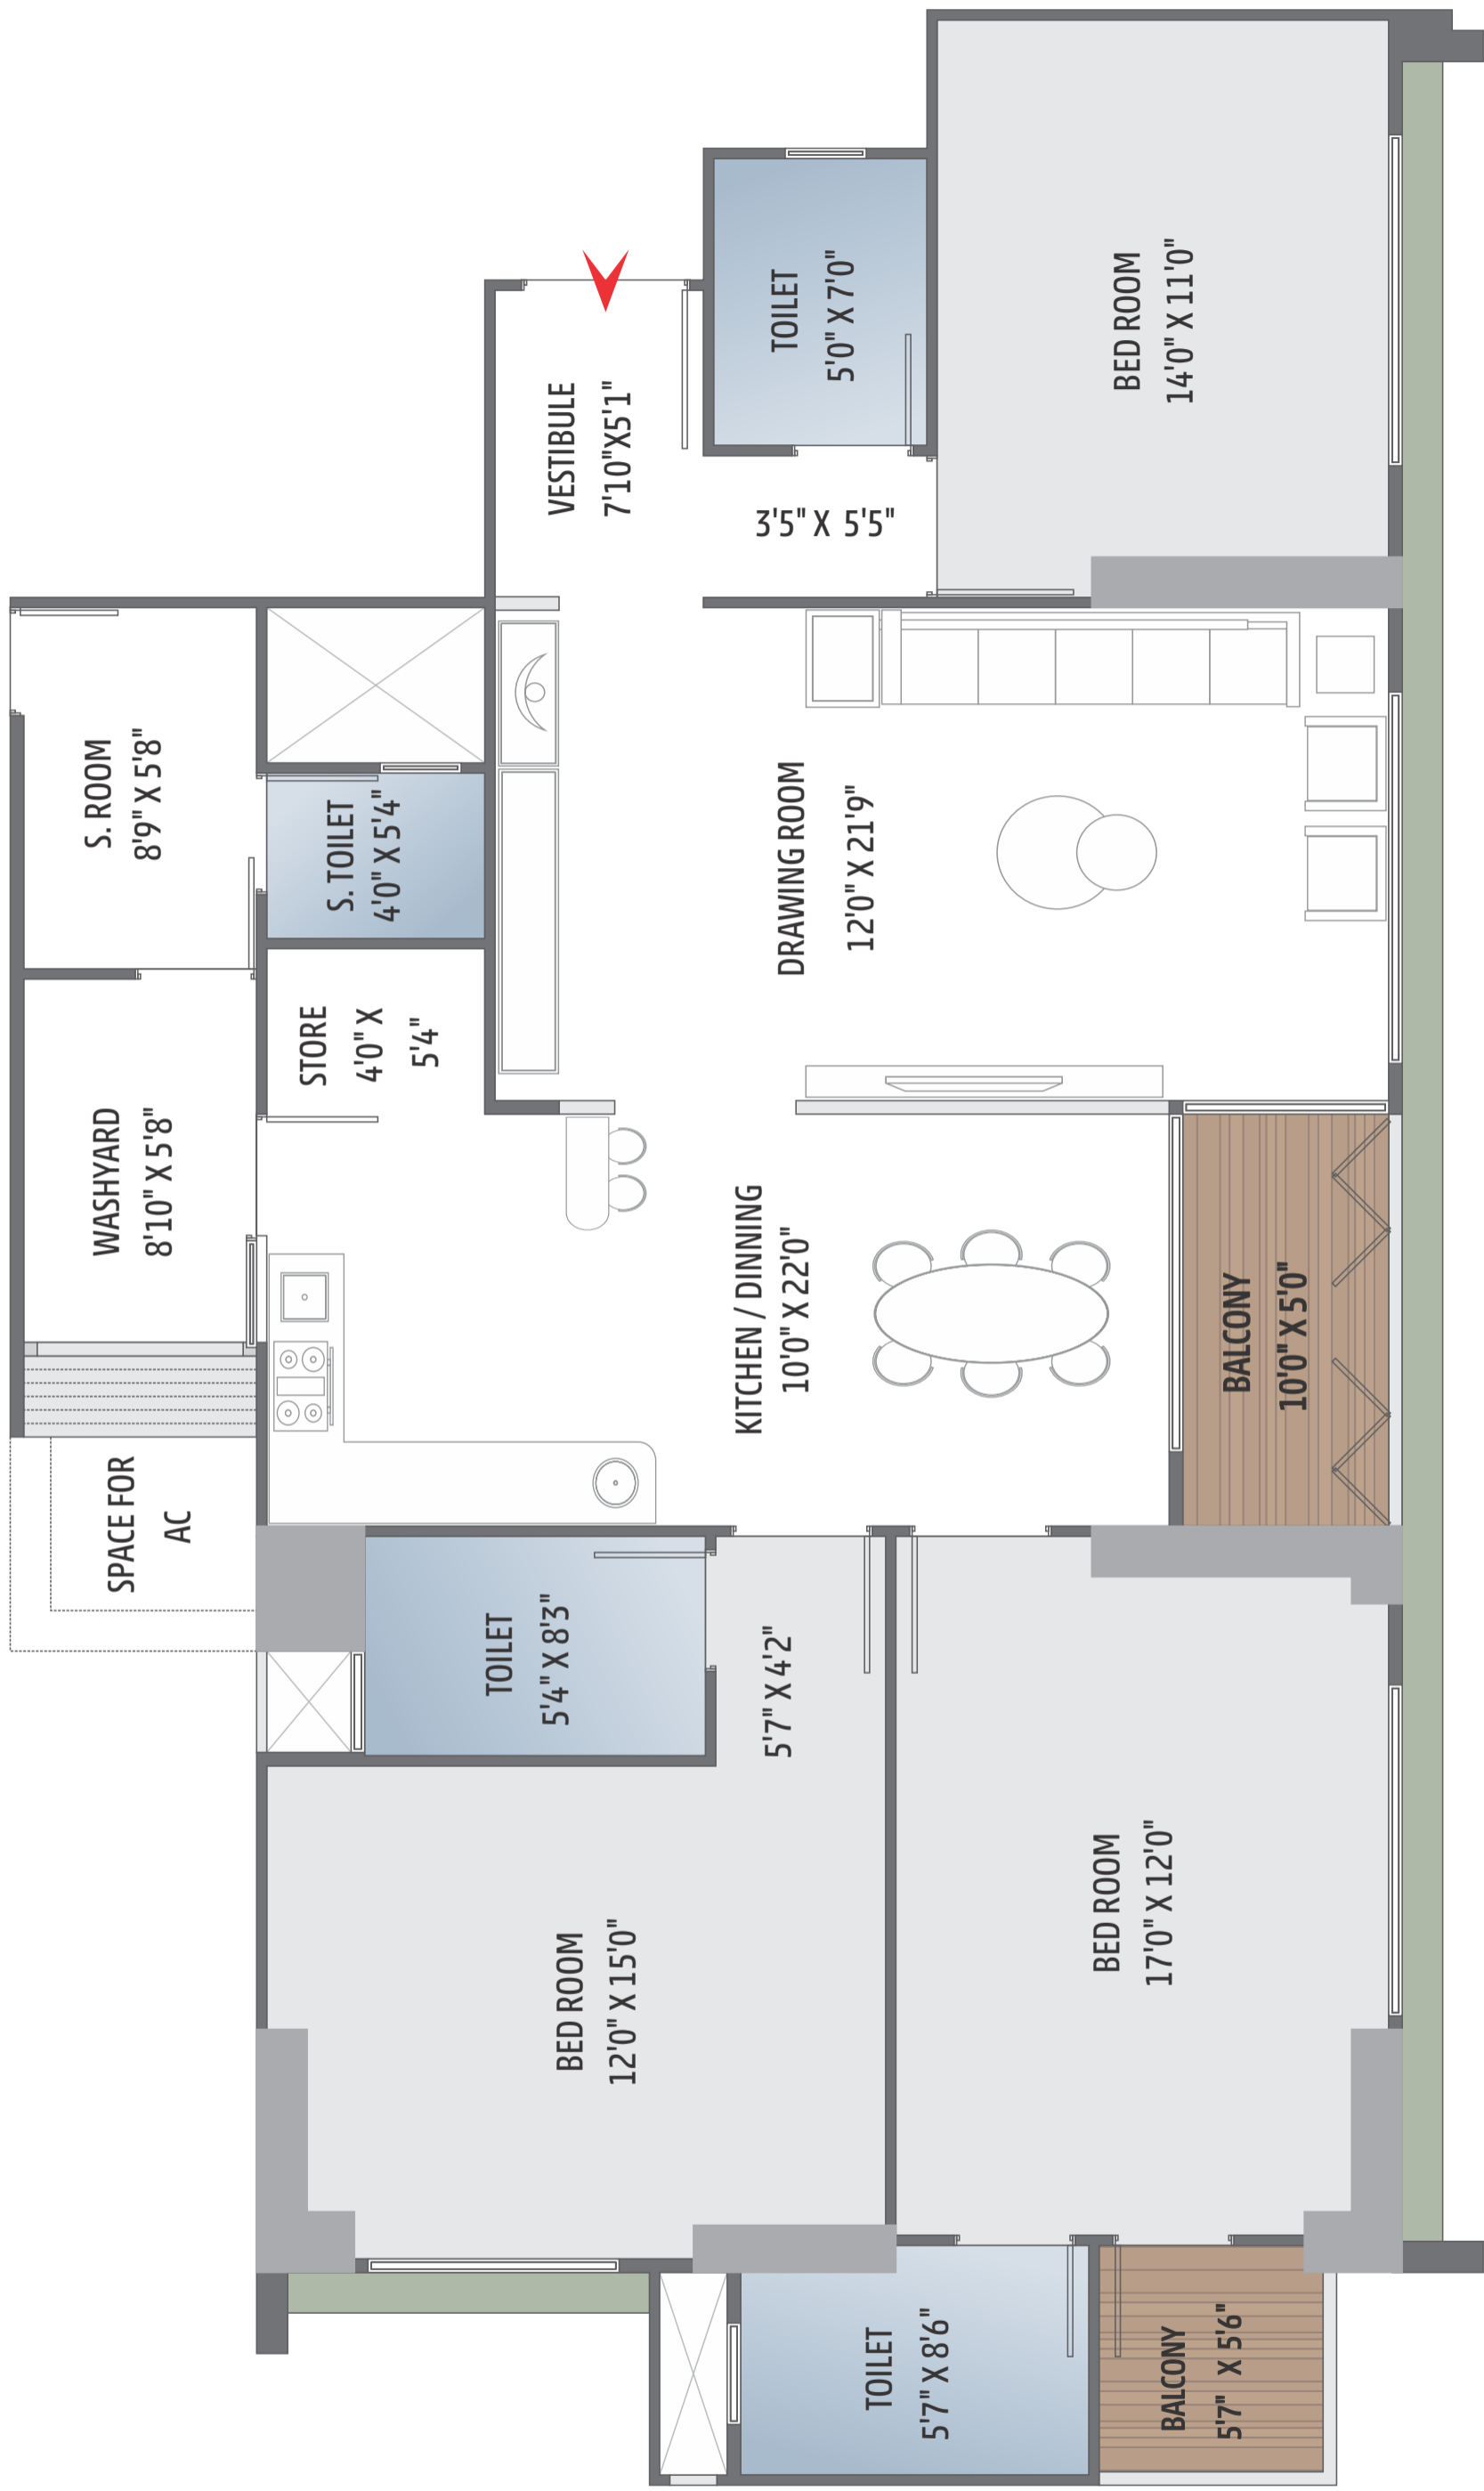 BED ROOM
14'0" X 11'0"
TOILET
5'0" X 7'0"
VESTIBULE
7'10"X5'1"
3'5" X 5'5"
S. ROOM
8'9" X 5'8"
S. TOILET
4'0" X 5'4"
DRAWING ROOM
12'0" X 21'9"
STORE
4'0" X
5'4"
WASHYARD
8'10" X 5'8"
KITCHEN / DINNING
10'0" X 22'0"
BALCONY
10'0" X 5'0"
SPACE FOR
AC
TOILET
5'4" X 8'3"
5'7" X 4'2"
BED ROOM
12'0" X 15'0"
BED ROOM
17'0" X 12'0"
TOILET
5'7" X 8'6"
BALCONY
5'7" X 5'6"